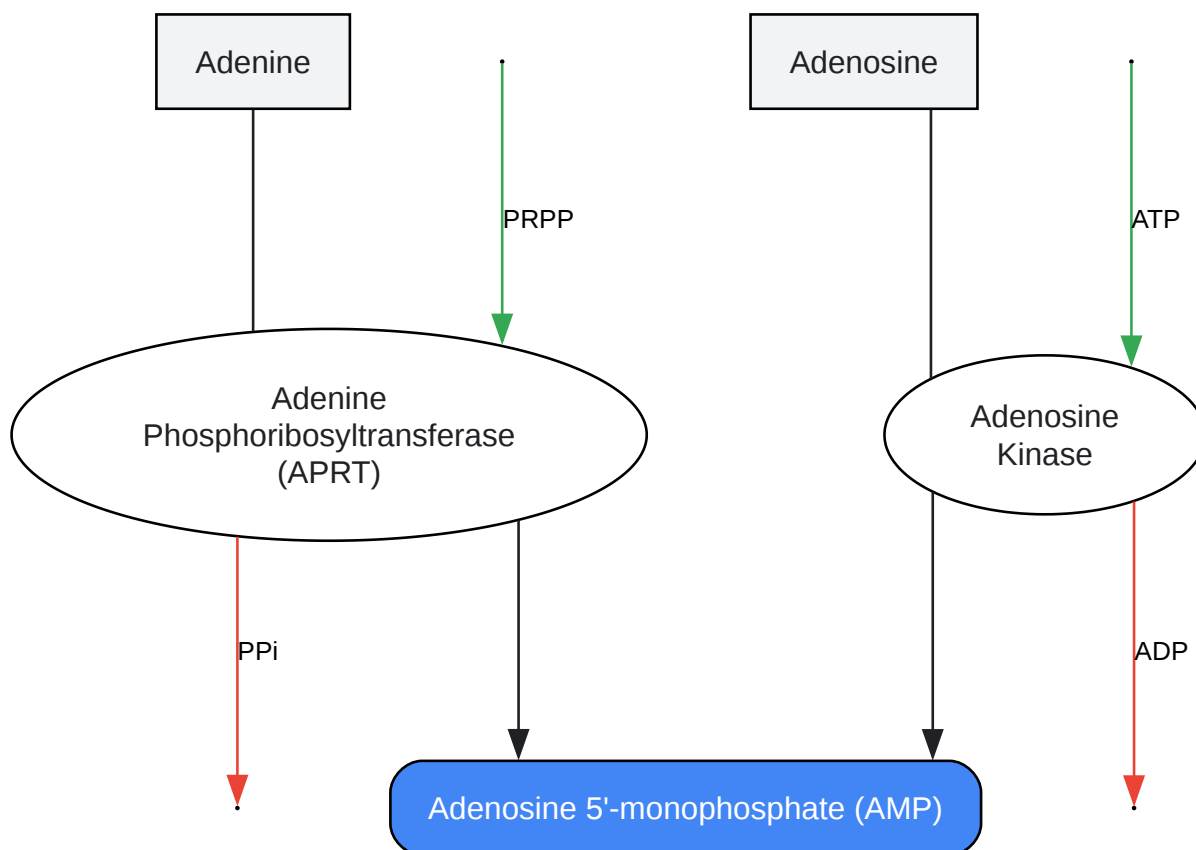 Adenine
Adenosine
PRPP
ATP
Adenine
Phosphoribosyltransferase
(APRT)
Adenosine
Kinase
PPi
ADP
Adenosine 5'-monophosphate (AMP)